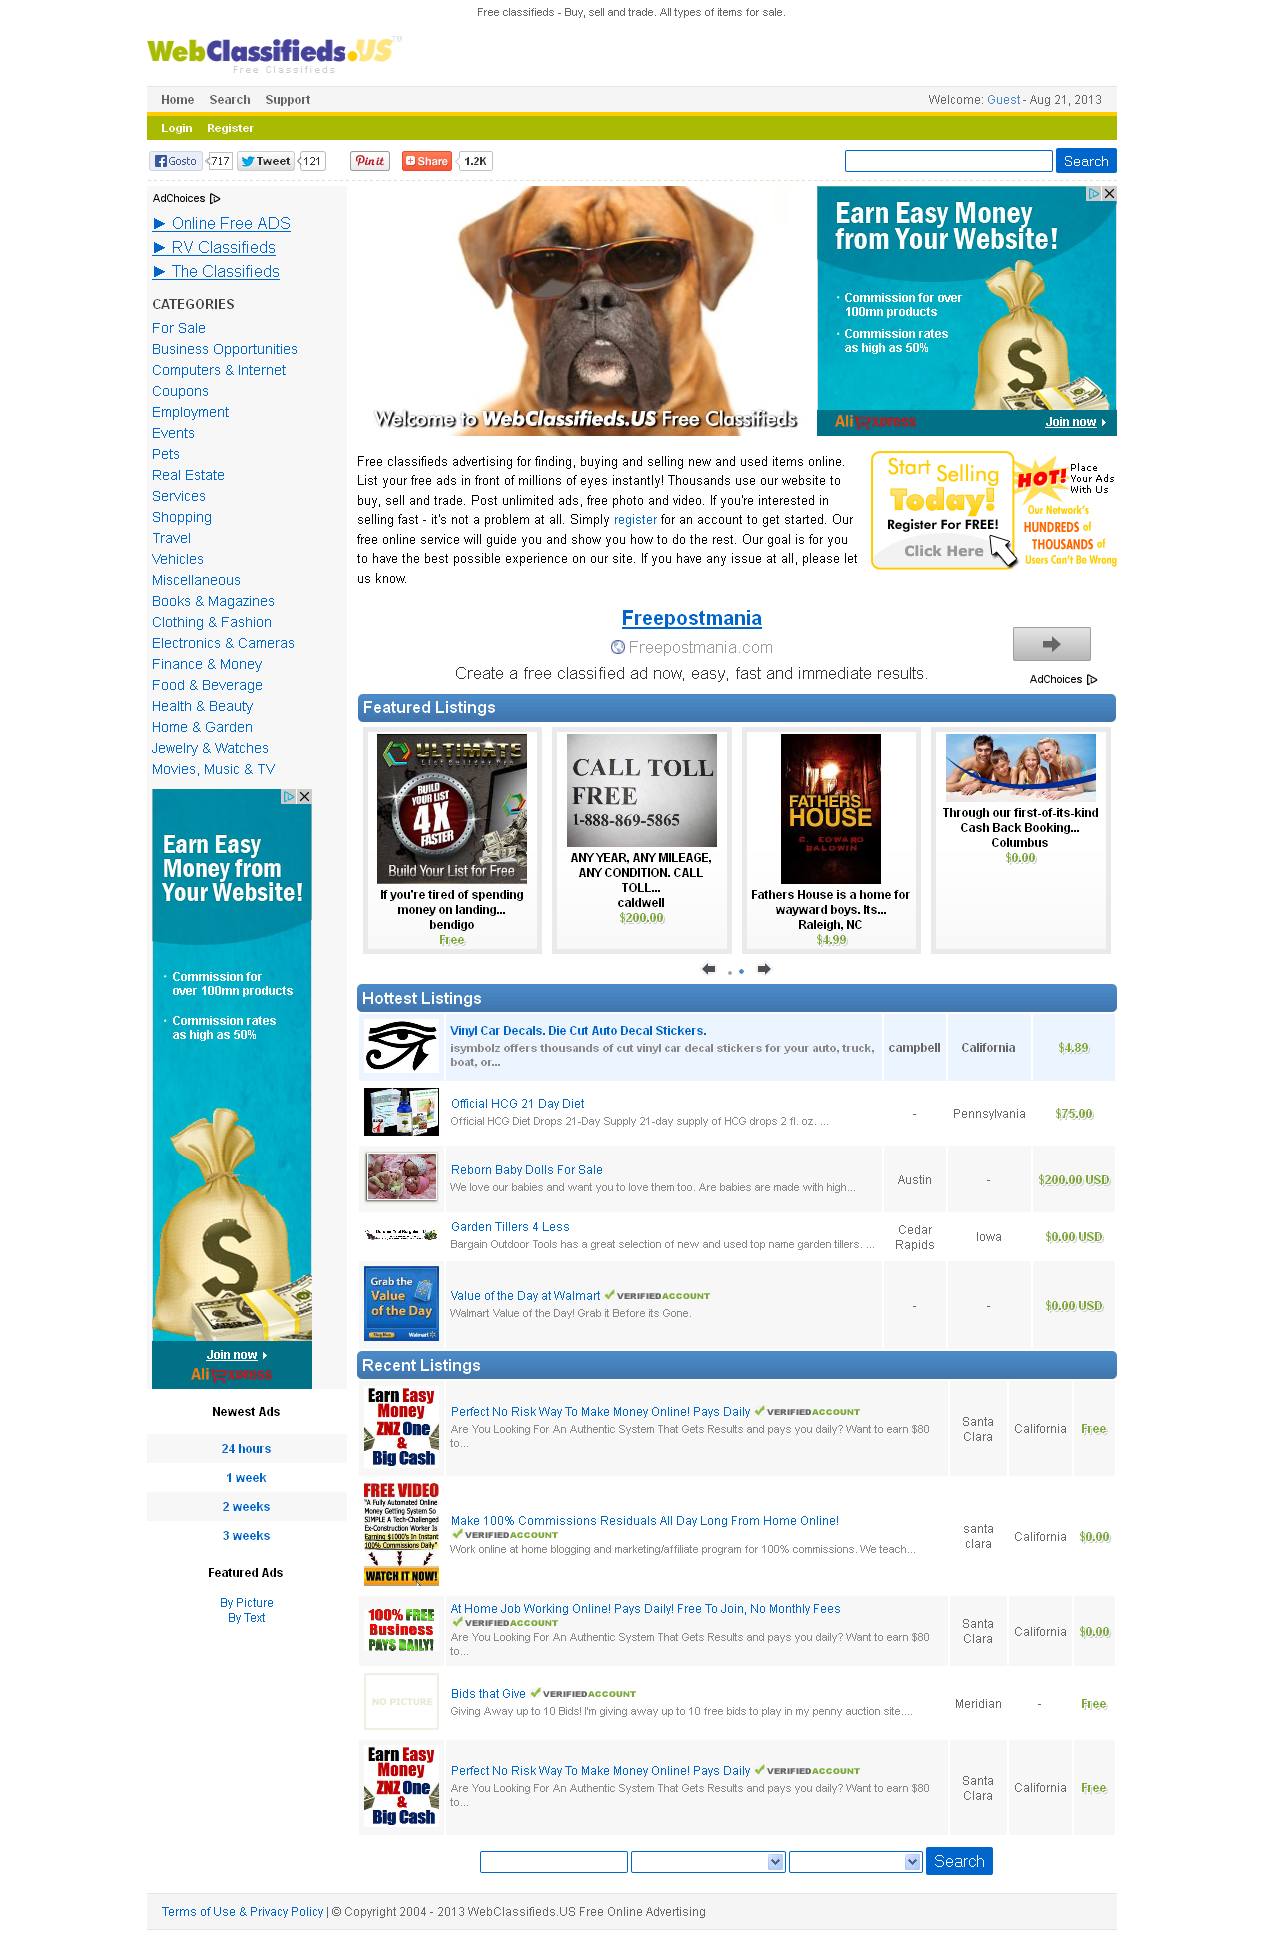 Free classifieds - Buy, sell and trade. All types of items for sale.
WebClassifieds.US™
Free Classifieds
Home Search Support
Welcome: Guest - Aug 21, 2013
Login Register
Gosto 717 Tweet 121 Pin it Share 1.2K
Search
AdChoices
► Online Free ADS
► RV Classifieds
► The Classifieds
CATEGORIES
For Sale
Business Opportunities
Computers & Internet
Coupons
Employment
Events
Pets
Real Estate
Services
Shopping
Travel
Vehicles
Miscellaneous
Books & Magazines
Clothing & Fashion
Electronics & Cameras
Finance & Money
Food & Beverage
Health & Beauty
Home & Garden
Jewelry & Watches
Movies, Music & TV
Earn Easy
Money from
Your Website!
· Commission for
over 100mn products
· Commission rates
as high as 50%
$
Join now
AliExpress
Newest Ads
24 hours
1 week
2 weeks
3 weeks
Featured Ads
By Picture
By Text
Welcome to WebClassifieds.US Free Classifieds
Earn Easy Money
from Your Website!
· Commission for over
100mn products
· Commission rates
as high as 50%
$
AliExpress
Join now
Free classifieds advertising for finding, buying and selling new and used items online.
List your free ads in front of millions of eyes instantly! Thousands use our website to
buy, sell and trade. Post unlimited ads, free photo and video. If you're interested in
selling fast - it's not a problem at all. Simply register for an account to get started. Our
free online service will guide you and show you how to do the rest. Our goal is for you
to have the best possible experience on our site. If you have any issue at all, please let
us know.
Start Selling
Today!
Register For FREE!
Click Here
HOT!
Place
Your Ads
With Us
Our Network's
HUNDREDS of
THOUSANDS of
Users Can't Be Wrong
Freepostmania
Freepostmania.com
Create a free classified ad now, easy, fast and immediate results.
AdChoices
Featured Listings
ULTIMATE
List Builder Pro
BUILD
YOUR LIST
4X
FASTER
Build Your List for Free
If you're tired of spending
money on landing...
bendigo
Free
CALL TOLL
FREE
1-888-869-5865
ANY YEAR, ANY MILEAGE,
ANY CONDITION. CALL
TOLL...
caldwell
$200.00
FATHERS
HOUSE
C. EDWARD
BALDWIN
Fathers House is a home for
wayward boys. Its...
Raleigh, NC
$4.99
Through our first-of-its-kind
Cash Back Booking...
Columbus
$0.00
Hottest Listings
Vinyl Car Decals. Die Cut Auto Decal Stickers.
isymbolz offers thousands of cut vinyl car decal stickers for your auto, truck,
boat, or...
campbell California $4.89
Official HCG 21 Day Diet
Official HCG Diet Drops 21-Day Supply 21-day supply of HCG drops 2 fl. oz. ...
- Pennsylvania $75.00
Reborn Baby Dolls For Sale
We love our babies and want you to love them too. Are babies are made with high...
Austin - $200.00 USD
Garden Tillers 4 Less
Bargain Outdoor Tools has a great selection of new and used top name garden tillers. ...
Cedar
Rapids
Iowa $0.00 USD
Grab the
Value
of the Day
Walmart
Value of the Day at Walmart VERIFIEDACCOUNT
Walmart Value of the Day! Grab it Before its Gone.
- - $0.00 USD
Recent Listings
Earn Easy
Money
ZNZ One
&
Big Cash
Perfect No Risk Way To Make Money Online! Pays Daily VERIFIEDACCOUNT
Are You Looking For An Authentic System That Gets Results and pays you daily? Want to earn $80
to...
Santa
Clara
California Free
FREE VIDEO
"A Fully Automated Online
Money Getting System So
SIMPLE A Tech-Challenged
Ex-Construction Worker Is
Earning $1000's In Instant
100% Commissions Daily"
WATCH IT NOW!
Make 100% Commissions Residuals All Day Long From Home Online!
VERIFIEDACCOUNT
Work online at home blogging and marketing/affiliate program for 100% commissions. We teach...
santa
clara
California $0.00
100% FREE
Business
PAYS DAILY!
At Home Job Working Online! Pays Daily! Free To Join, No Monthly Fees
VERIFIEDACCOUNT
Are You Looking For An Authentic System That Gets Results and pays you daily? Want to earn $80
to...
Santa
Clara
California $0.00
NO PICTURE
Bids that Give VERIFIEDACCOUNT
Giving Away up to 10 Bids! I'm giving away up to 10 free bids to play in my penny auction site....
Meridian - Free
Earn Easy
Money
ZNZ One
&
Big Cash
Perfect No Risk Way To Make Money Online! Pays Daily VERIFIEDACCOUNT
Are You Looking For An Authentic System That Gets Results and pays you daily? Want to earn $80
to...
Santa
Clara
California Free
Search
Terms of Use & Privacy Policy | © Copyright 2004 - 2013 WebClassifieds.US Free Online Advertising